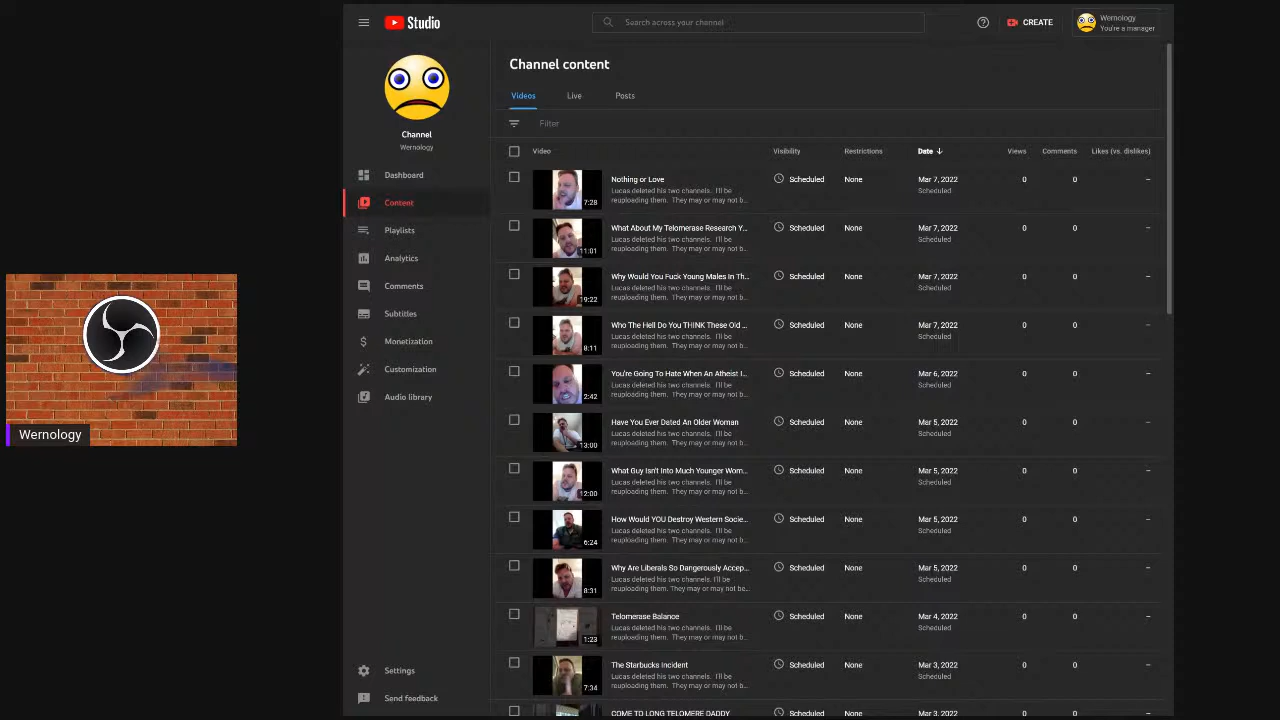 Studio
Search across your channel
CREATE
Wernology
You're a manager
Channel
Wernology
Dashboard
Content
Playlists
Analytics
Comments
Subtitles
Monetization
Customization
Audio library
Settings
Send feedback
Wernology
Channel content
Videos Live Posts
Filter
Video Visibility Restrictions Date Views Comments Likes (vs. dislikes)
7:28 Nothing or Love Scheduled None Mar 7, 2022 0 0 –
Lucas deleted his two channels. I'll be Scheduled
reuploading them. They may or may not b...
11:01 What About My Telomerase Research Y... Scheduled None Mar 7, 2022 0 0 –
Lucas deleted his two channels. I'll be Scheduled
reuploading them. They may or may not b...
19:22 Why Would You Fuck Young Males In Th... Scheduled None Mar 7, 2022 0 0 –
Lucas deleted his two channels. I'll be Scheduled
reuploading them. They may or may not b...
8:11 Who The Hell Do You THINK These Old ... Scheduled None Mar 7, 2022 0 0 –
Lucas deleted his two channels. I'll be Scheduled
reuploading them. They may or may not b...
2:42 You're Going To Hate When An Atheist I... Scheduled None Mar 6, 2022 0 0 –
Lucas deleted his two channels. I'll be Scheduled
reuploading them. They may or may not b...
13:00 Have You Ever Dated An Older Woman Scheduled None Mar 5, 2022 0 0 –
Lucas deleted his two channels. I'll be Scheduled
reuploading them. They may or may not b...
12:00 What Guy Isn't Into Much Younger Wom... Scheduled None Mar 5, 2022 0 0 –
Lucas deleted his two channels. I'll be Scheduled
reuploading them. They may or may not b...
6:24 How Would YOU Destroy Western Socie... Scheduled None Mar 5, 2022 0 0 –
Lucas deleted his two channels. I'll be Scheduled
reuploading them. They may or may not b...
8:31 Why Are Liberals So Dangerously Accep... Scheduled None Mar 5, 2022 0 0 –
Lucas deleted his two channels. I'll be Scheduled
reuploading them. They may or may not be...
1:23 Telomerase Balance Scheduled None Mar 4, 2022 0 0 –
Lucas deleted his two channels. I'll be Scheduled
reuploading them. They may or may not b...
7:34 The Starbucks Incident Scheduled None Mar 3, 2022 0 0 –
Lucas deleted his two channels. I'll be Scheduled
reuploading them. They may or may not b...
COME TO LONG TELOMERE DADDY Scheduled None Mar 3, 2022 0 0 –